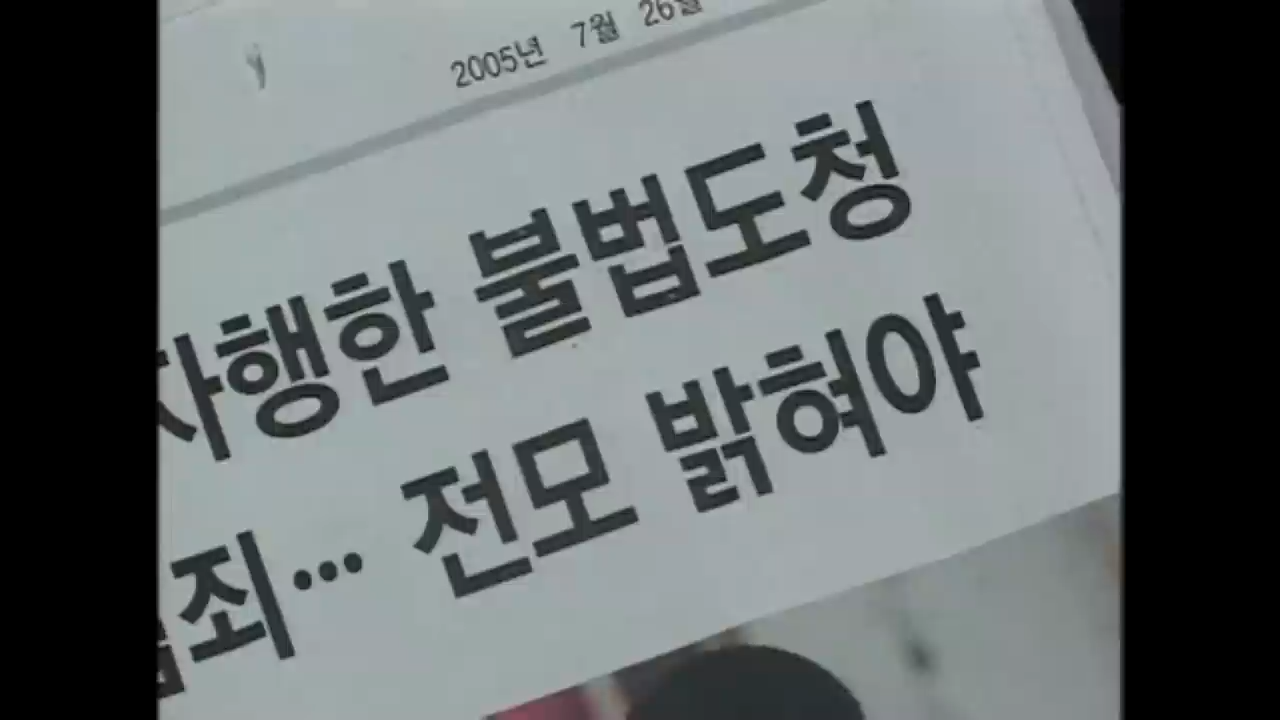 2005년 7월 26일
자행한 불법도청
죄… 전모 밝혀야